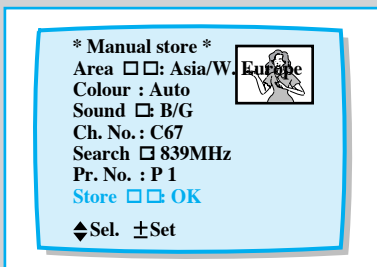 * Manual store *
Area □ □: Asia/W. Europe
Colour : Auto
Sound □: B/G
Ch. No. : C67
Search □ 839MHz
Pr. No. : P 1
Store □ □: OK
◆Sel. ±Set